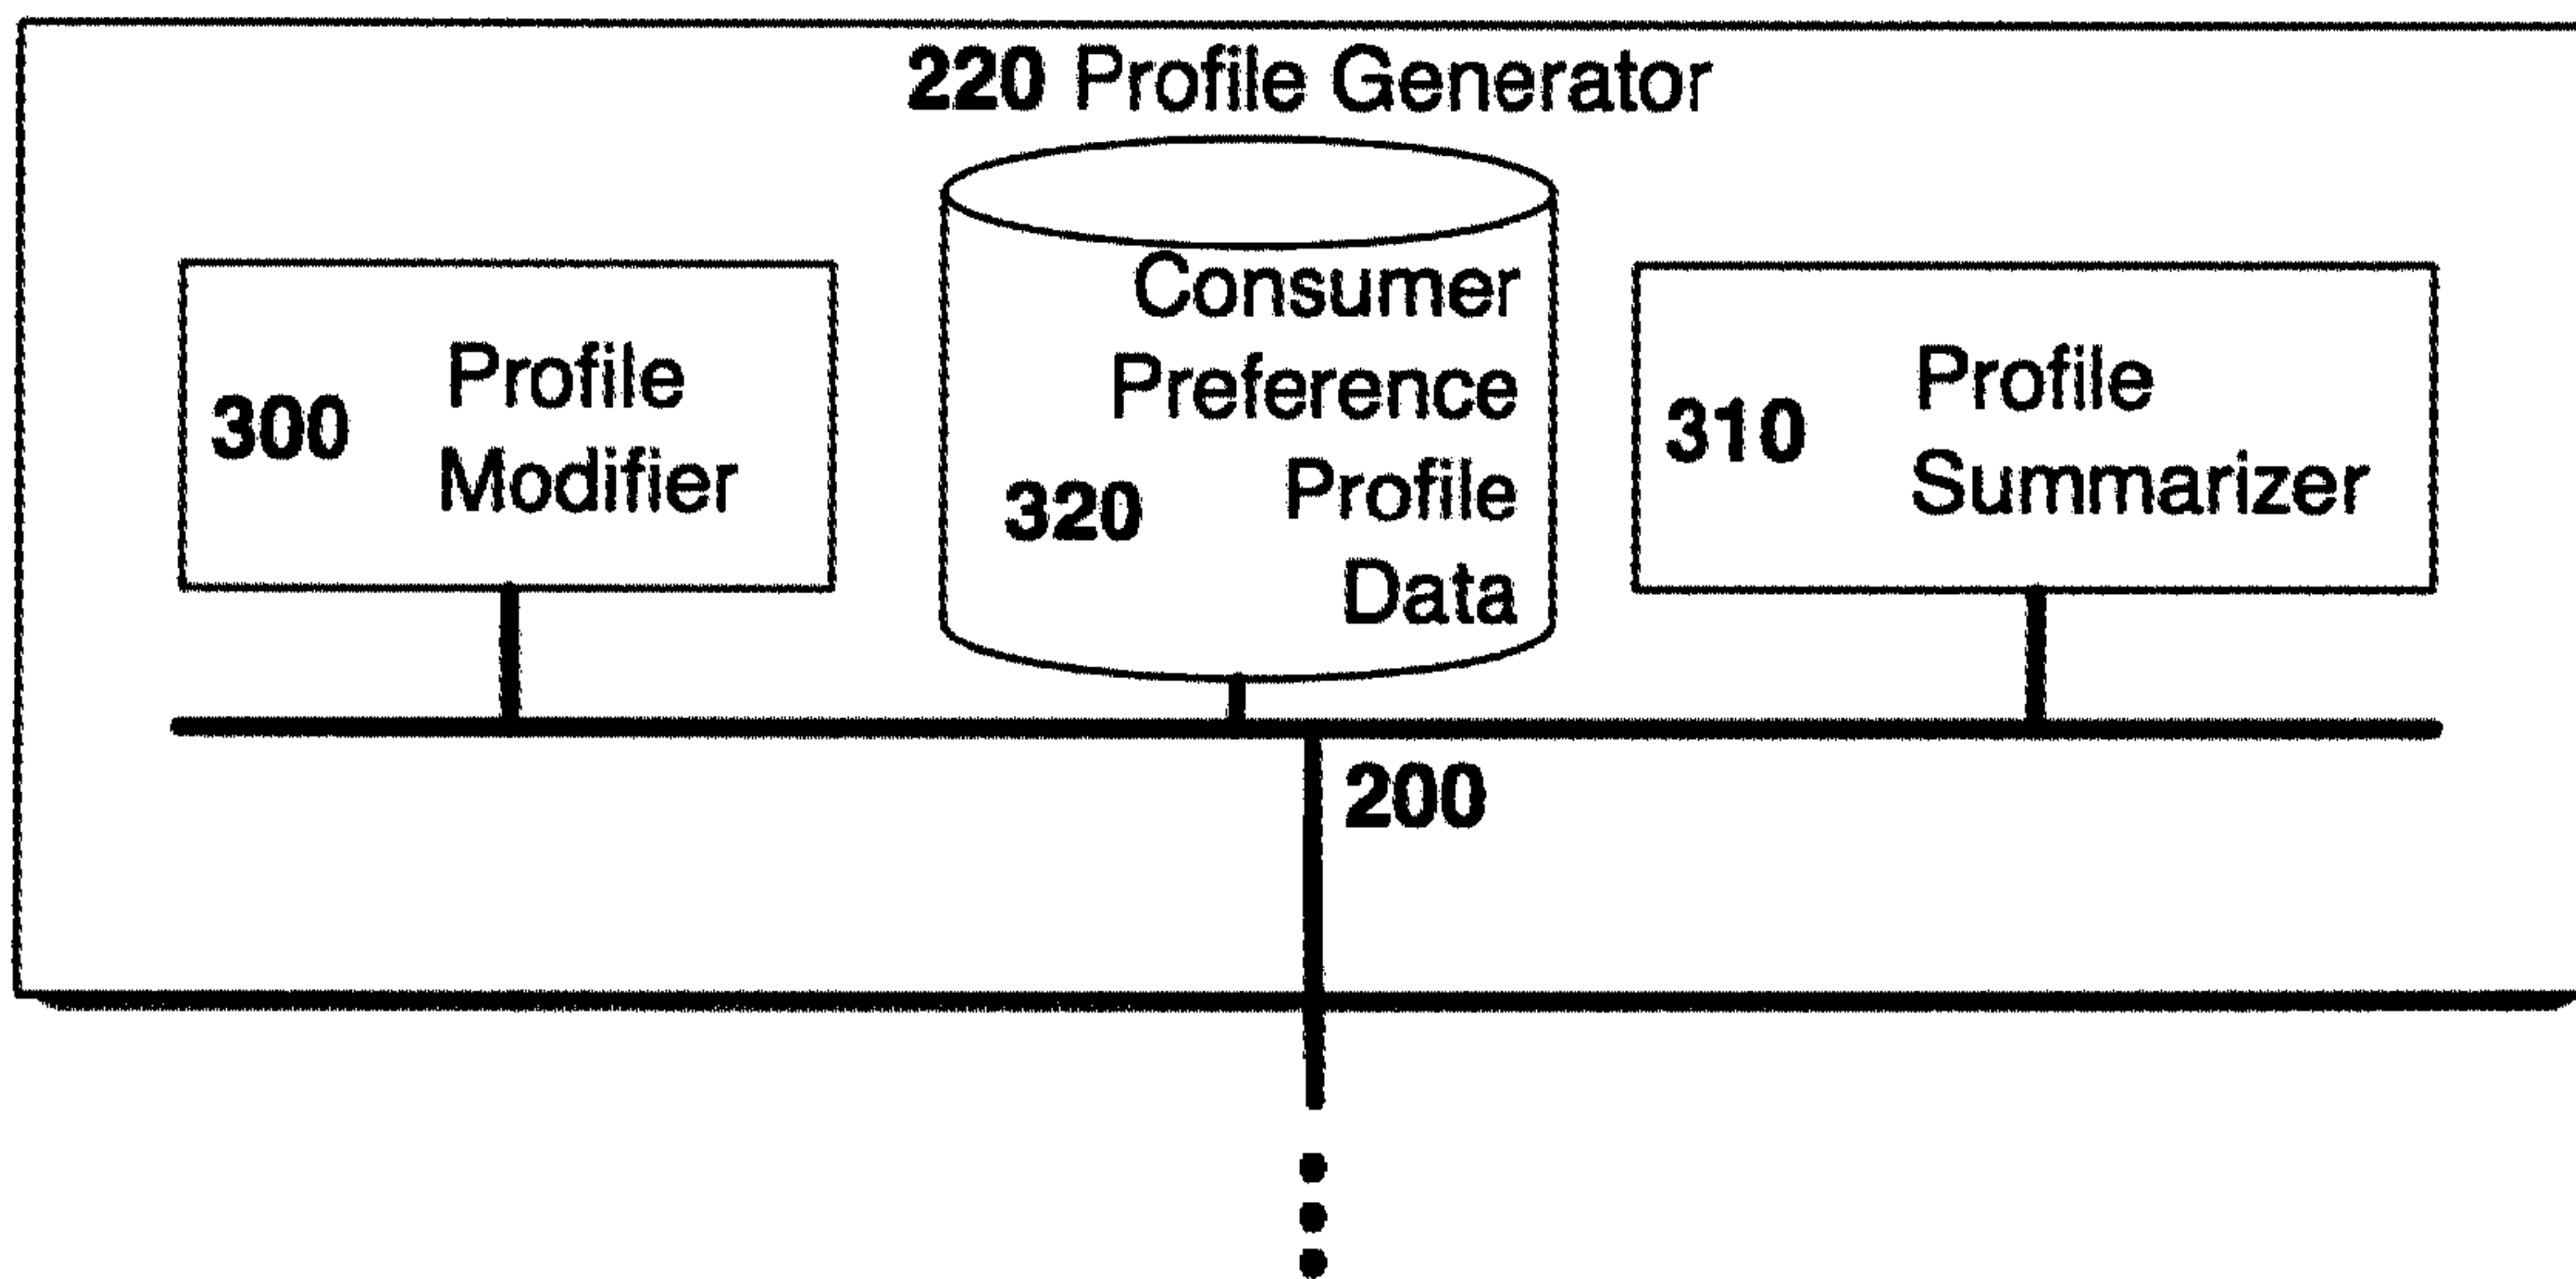 220 Profile Generator
300 Profile
Modifier
Consumer
Preference
320 Profile
Data
310 Profile
Summarizer
200